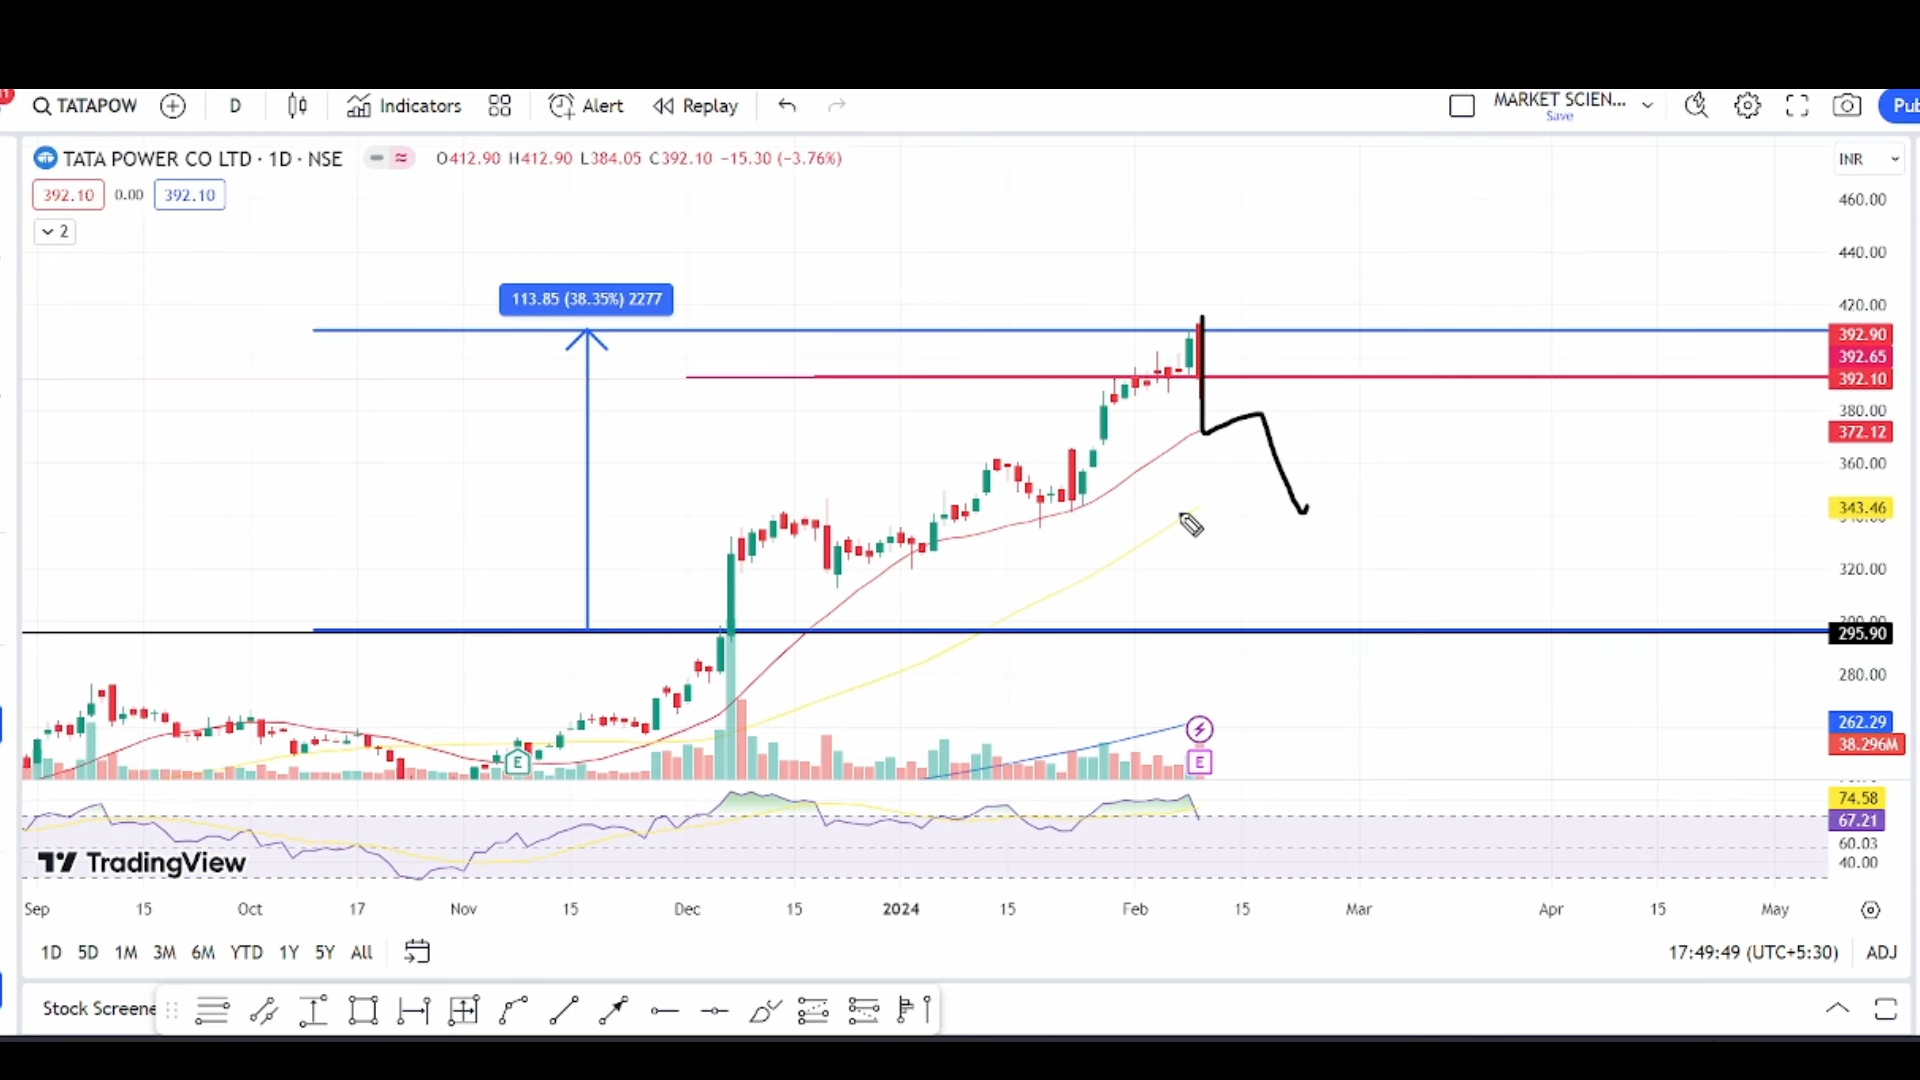 TATAPOW D Indicators Alert Replay MARKET SCIEN... Save Pub
TATA POWER CO LTD · 1D · NSE O412.90 H412.90 L384.05 C392.10 −15.30 (−3.76%) INR
392.10 0.00 392.10
2
460.00
440.00
113.85 (38.35%) 2277
420.00
392.90
392.65
392.10
380.00
372.12
360.00
343.46
320.00
295.90
280.00
262.29
38.296M
E E
74.58
67.21
60.03
40.00
TradingView
Sep 15 Oct 17 Nov 15 Dec 15 2024 15 Feb 15 Mar Apr 15 May
1D 5D 1M 3M 6M YTD 1Y 5Y All 17:49:49 (UTC+5:30) ADJ
Stock Screene